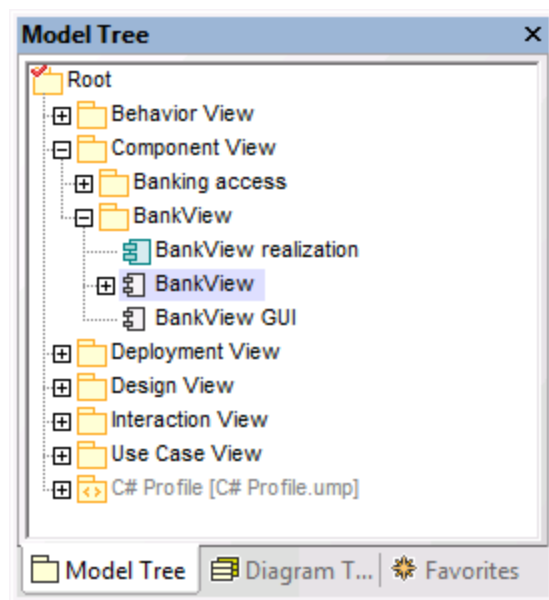 Model Tree
Root
Behavior View
Component View
Banking access
BankView
BankView realization
BankView
BankView GUI
Deployment View
Design View
Interaction View
Use Case View
C# Profile [C# Profile.ump]
Model Tree Diagram T... Favorites